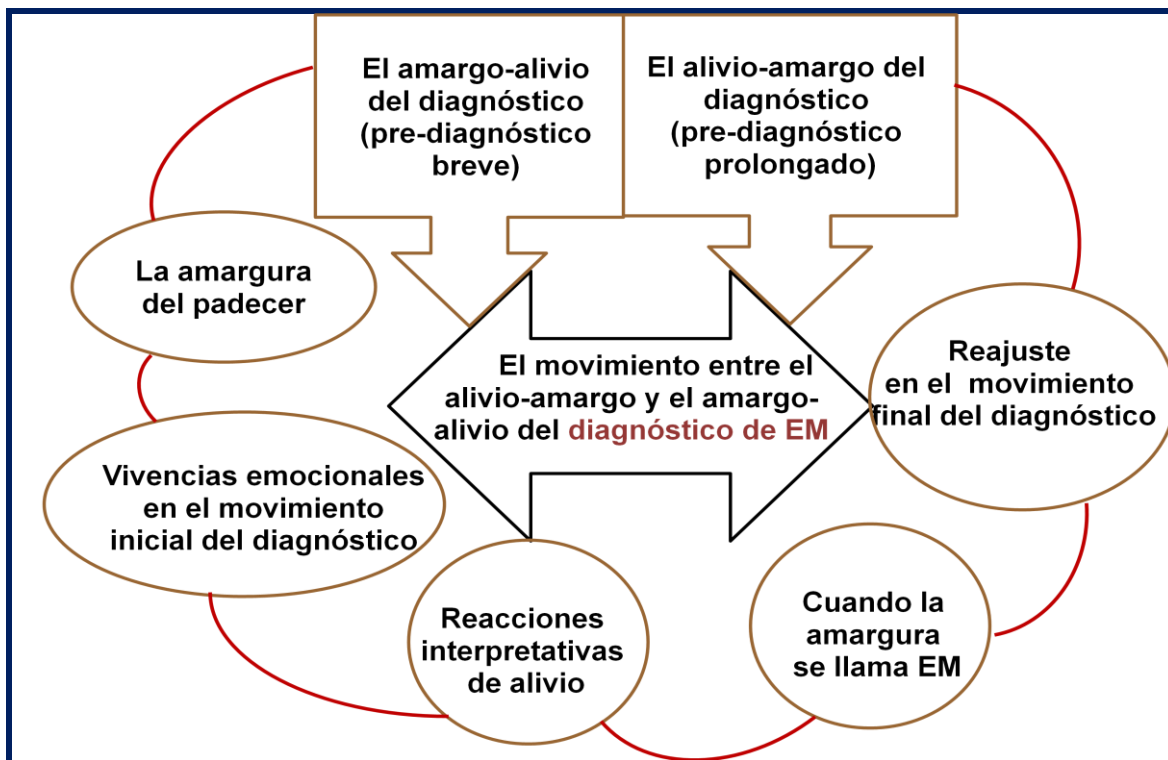 El amargo-alivio
del diagnóstico
(pre-diagnóstico
breve)
El alivio-amargo del
diagnóstico
(pre-diagnóstico
prolongado)
La amargura
del padecer
El movimiento entre el
alivio-amargo y el amargo-
alivio del diagnóstico de EM
Reajuste
en el movimiento
final del diagnóstico
Vivencias emocionales
en el movimiento
inicial del diagnóstico
Reacciones
interpretativas
de alivio
Cuando la
amargura
se llama EM